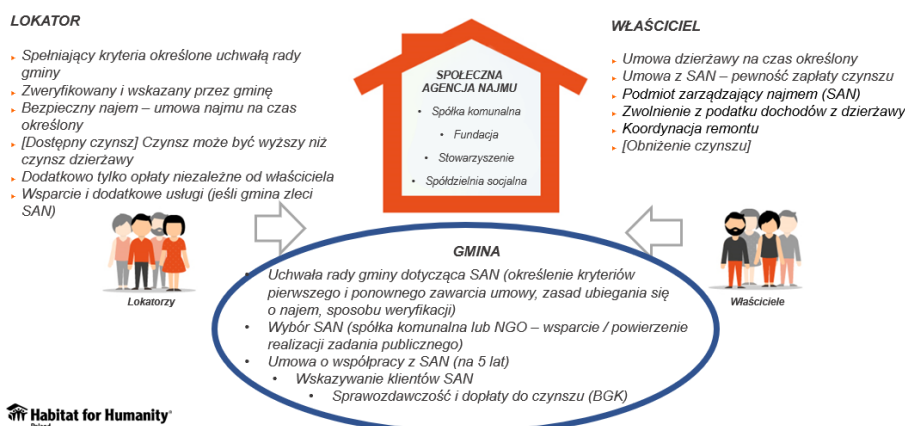 LOKATOR
Spełniający kryteria określone uchwałą rady
gminy
Zweryfikowany i wskazany przez gminę
Bezpieczny najem – umowa najmu na czas
określony
[Dostępny czynsz] Czynsz może być wyższy niż
czynsz dzierżawy
Dodatkowo tylko opłaty niezależne od właściciela
Wsparcie i dodatkowe usługi (jeśli gmina zleci
SAN)
Lokatorzy
SPOŁECZNA
AGENCJA NAJMU
Spółka komunalna
Fundacja
Stowarzyszenie
Spółdzielnia socjalna
WŁAŚCICIEL
Umowa dzierżawy na czas określony
Umowa z SAN – pewność zapłaty czynszu
Podmiot zarządzający najmem (SAN)
Zwolnienie z podatku dochodów z dzierżawy
Koordynacja remontu
[Obniżenie czynszu]
Właściciele
GMINA
Uchwała rady gminy dotycząca SAN (określenie kryteriów
pierwszego i ponownego zawarcia umowy, zasad ubiegania się
o najem, sposobu weryfikacji)
Wybór SAN (spółka komunalna lub NGO – wsparcie / powierzenie
realizacji zadania publicznego)
Umowa o współpracy z SAN (na 5 lat)
Wskazywanie klientów SAN
Sprawozdawczość i dopłaty do czynszu (BGK)
Habitat for Humanity®
Poland